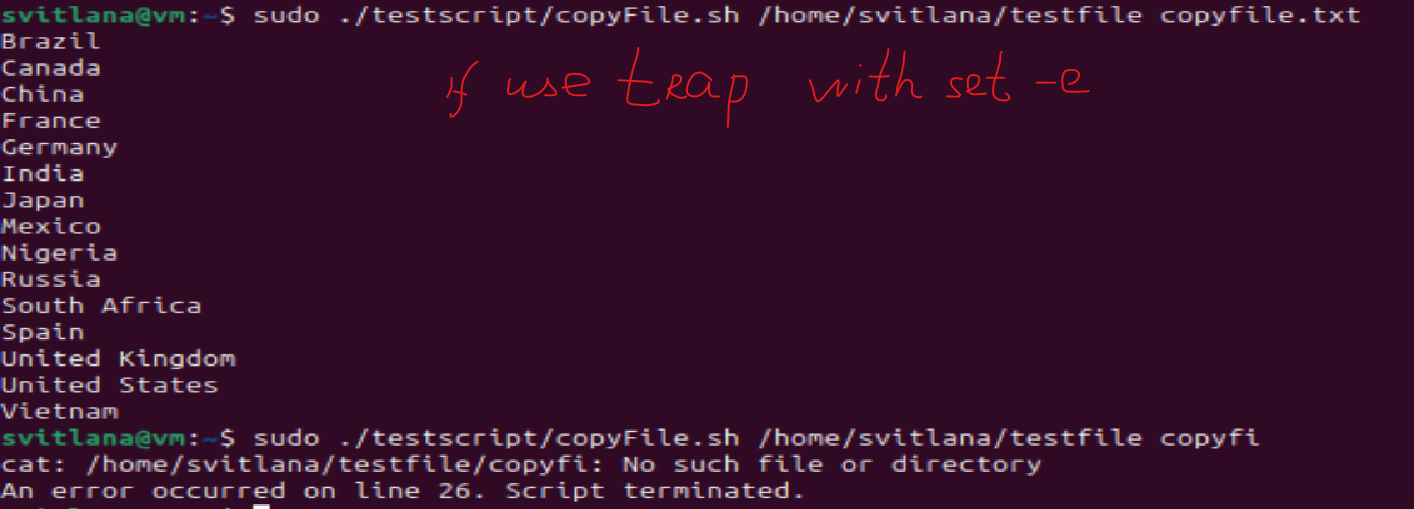 svitlana@vm:~$ sudo ./testscript/copyFile.sh /home/svitlana/testfile copyfile.txt
Brazil
Canada
if use trap with set -e
China
France
Germany
India
Japan
Mexico
Nigeria
Russia
South Africa
Spain
United Kingdom
United States
Vietnam
svitlana@vm:~$ sudo ./testscript/copyFile.sh /home/svitlana/testfile copyfi
cat: /home/svitlana/testfile/copyfi: No such file or directory
An error occurred on line 26. Script terminated.